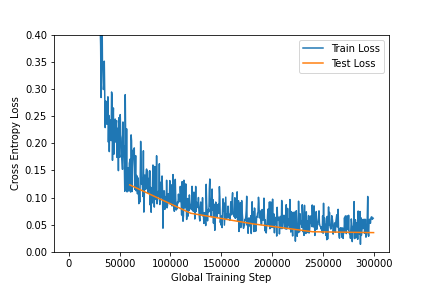 0.40
0.35
0.30
0.25
0.20
0.15
0.10
0.05
0.00
Cross Entropy Loss
Train Loss
Test Loss
0 50000 100000 150000 200000 250000 300000
Global Training Step